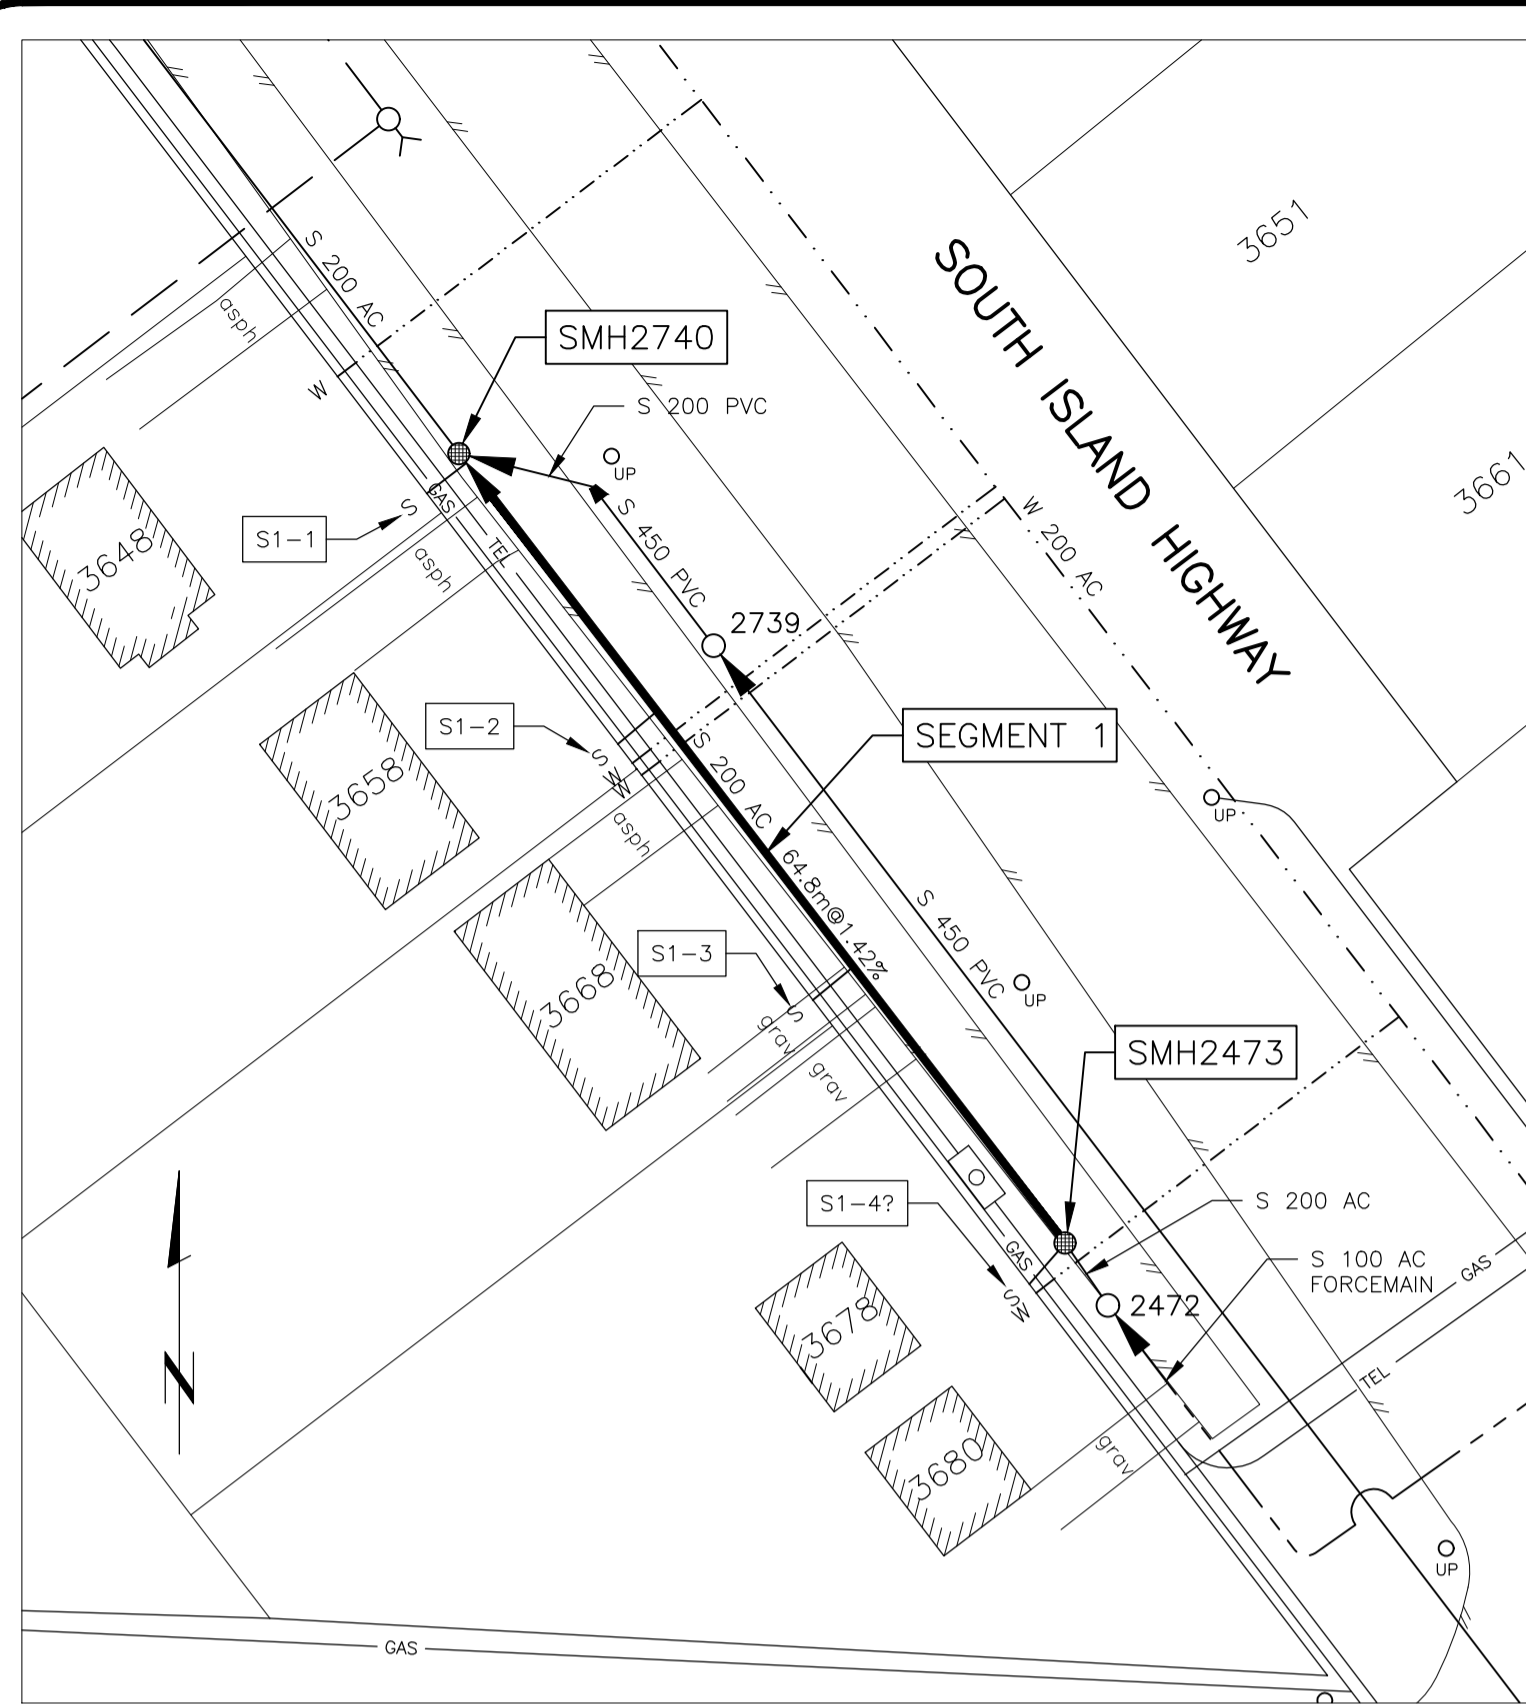 3651
SOUTH ISLAND HIGHWAY
S 200 AC
asph
SMH2740
W
S 200 PVC
UP
3661
S
GAS
S1-1
TEL
S 450 PVC
W 200 AC
3648
asph
2739
S1-2
SEGMENT 1
S
W
W
S 200 AC
3658
asph
UP
64.8m@1.42%
S 450 PVC
S1-3
3668
S
UP
grav
grav
SMH2473
S1-4?
S 200 AC
GAS
S 100 AC
FORCEMAIN
GAS
S
W
2472
3678
TEL
N
grav
3680
UP
GAS